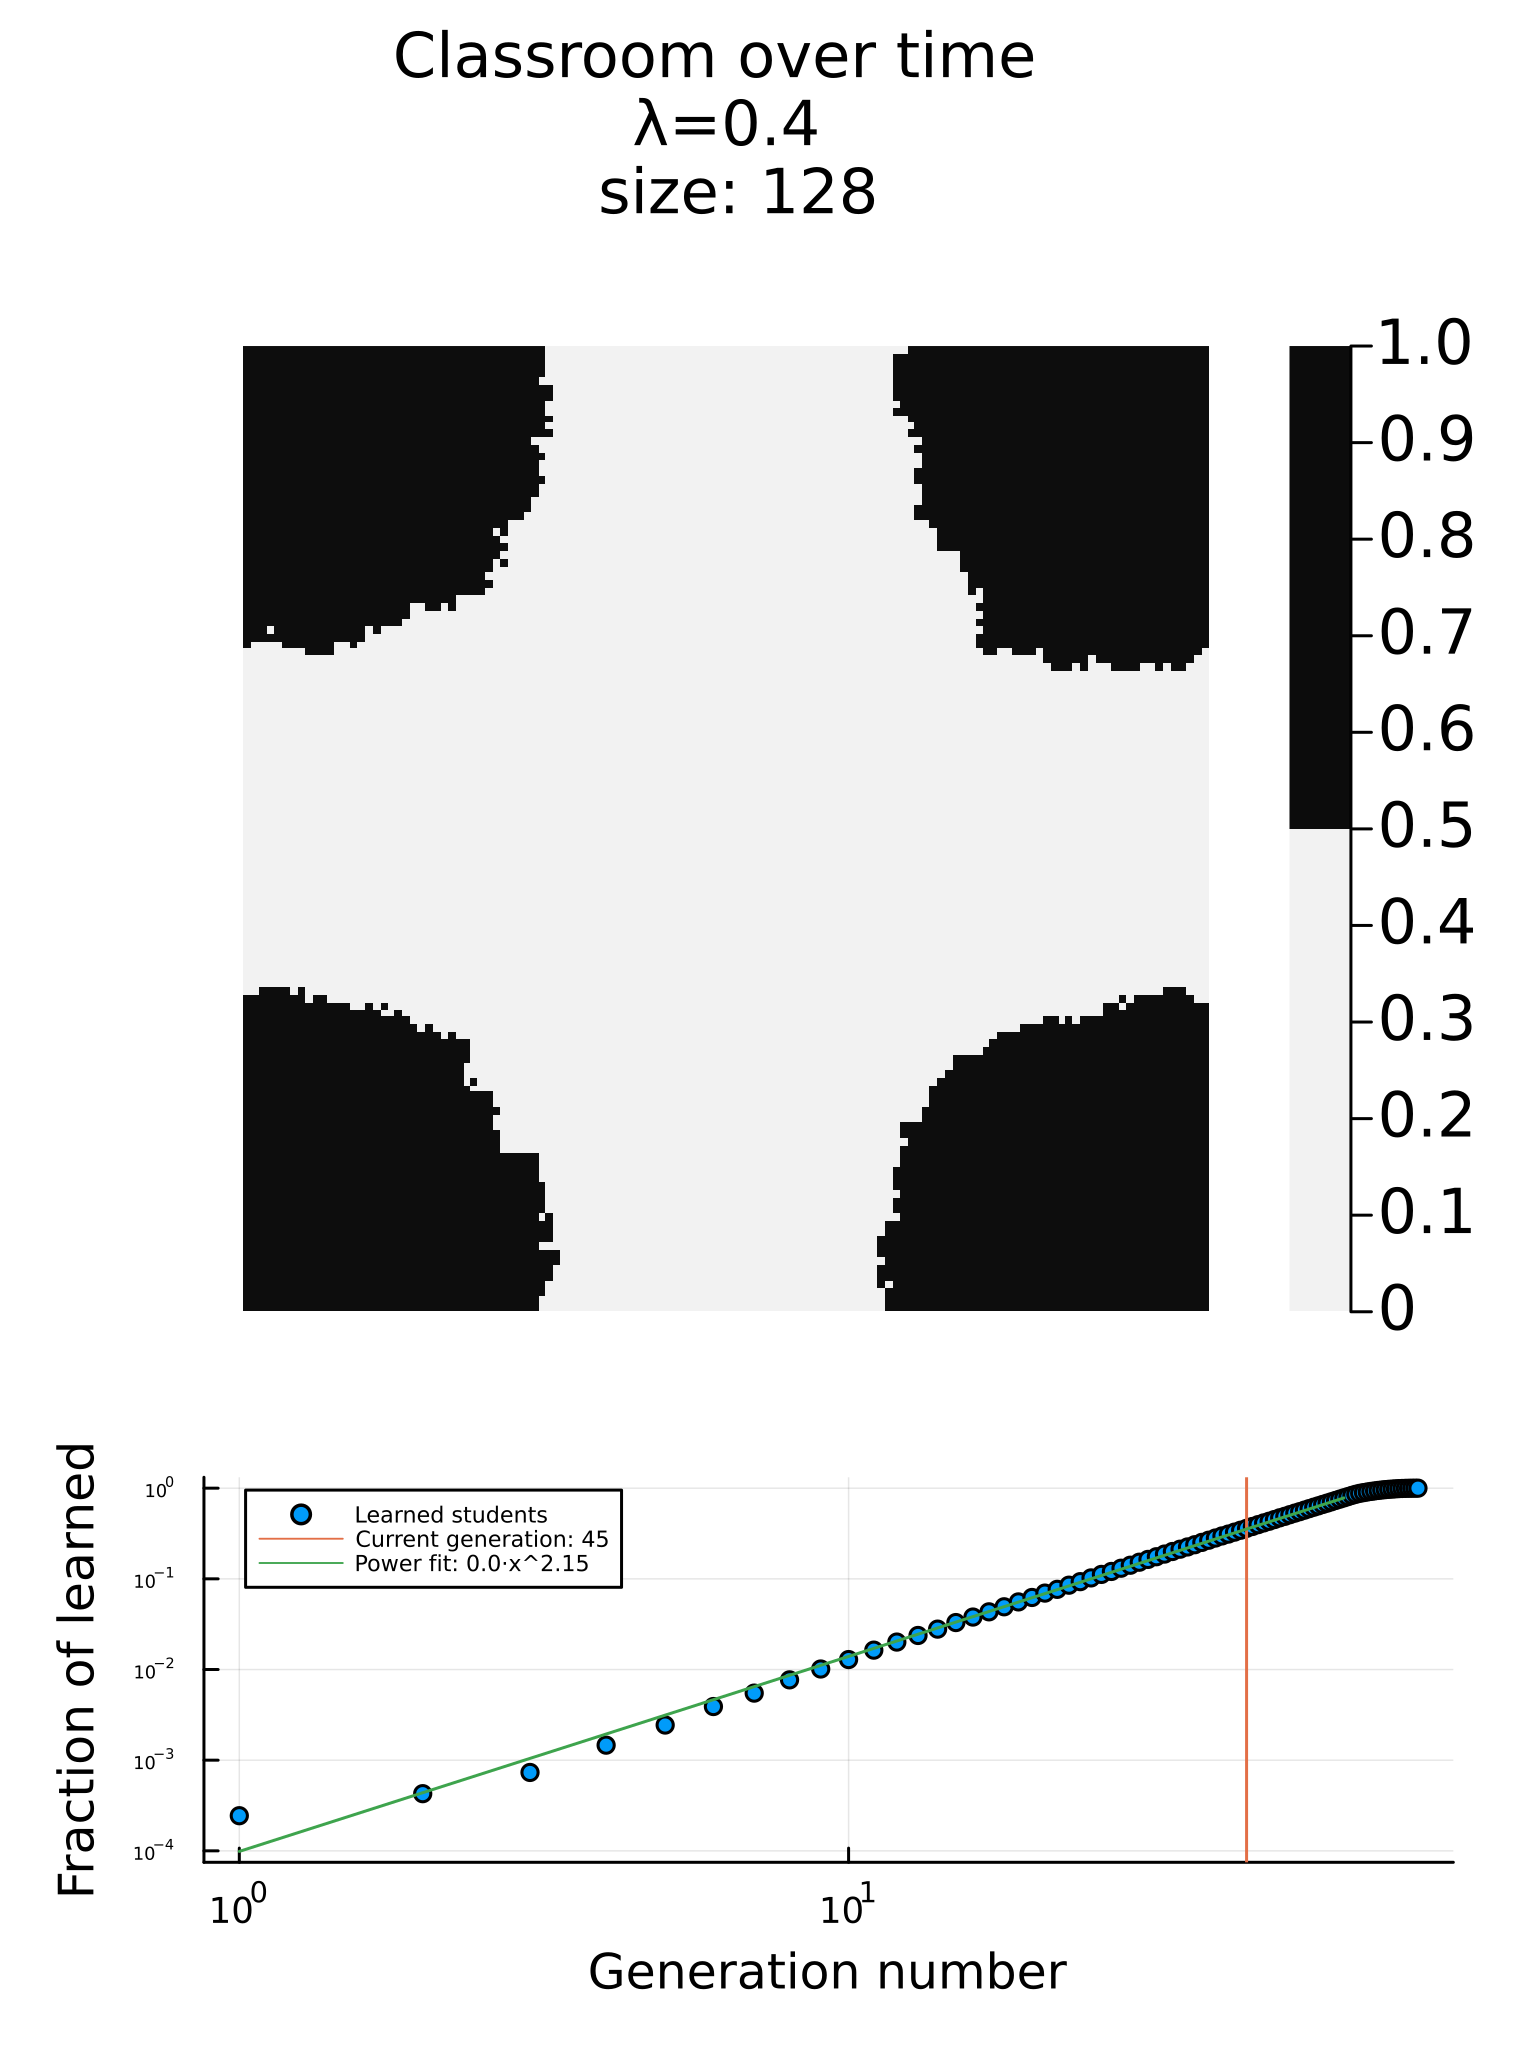 Classroom over time
λ=0.4
size: 128
1.0
0.9
0.8
0.7
0.6
0.5
0.4
0.3
0.2
0.1
0
Fraction of learned
10⁰
10⁻¹
10⁻²
10⁻³
10⁻⁴
Learned students
Current generation: 45
Power fit: 0.0·x^2.15
10⁰ 10¹
Generation number